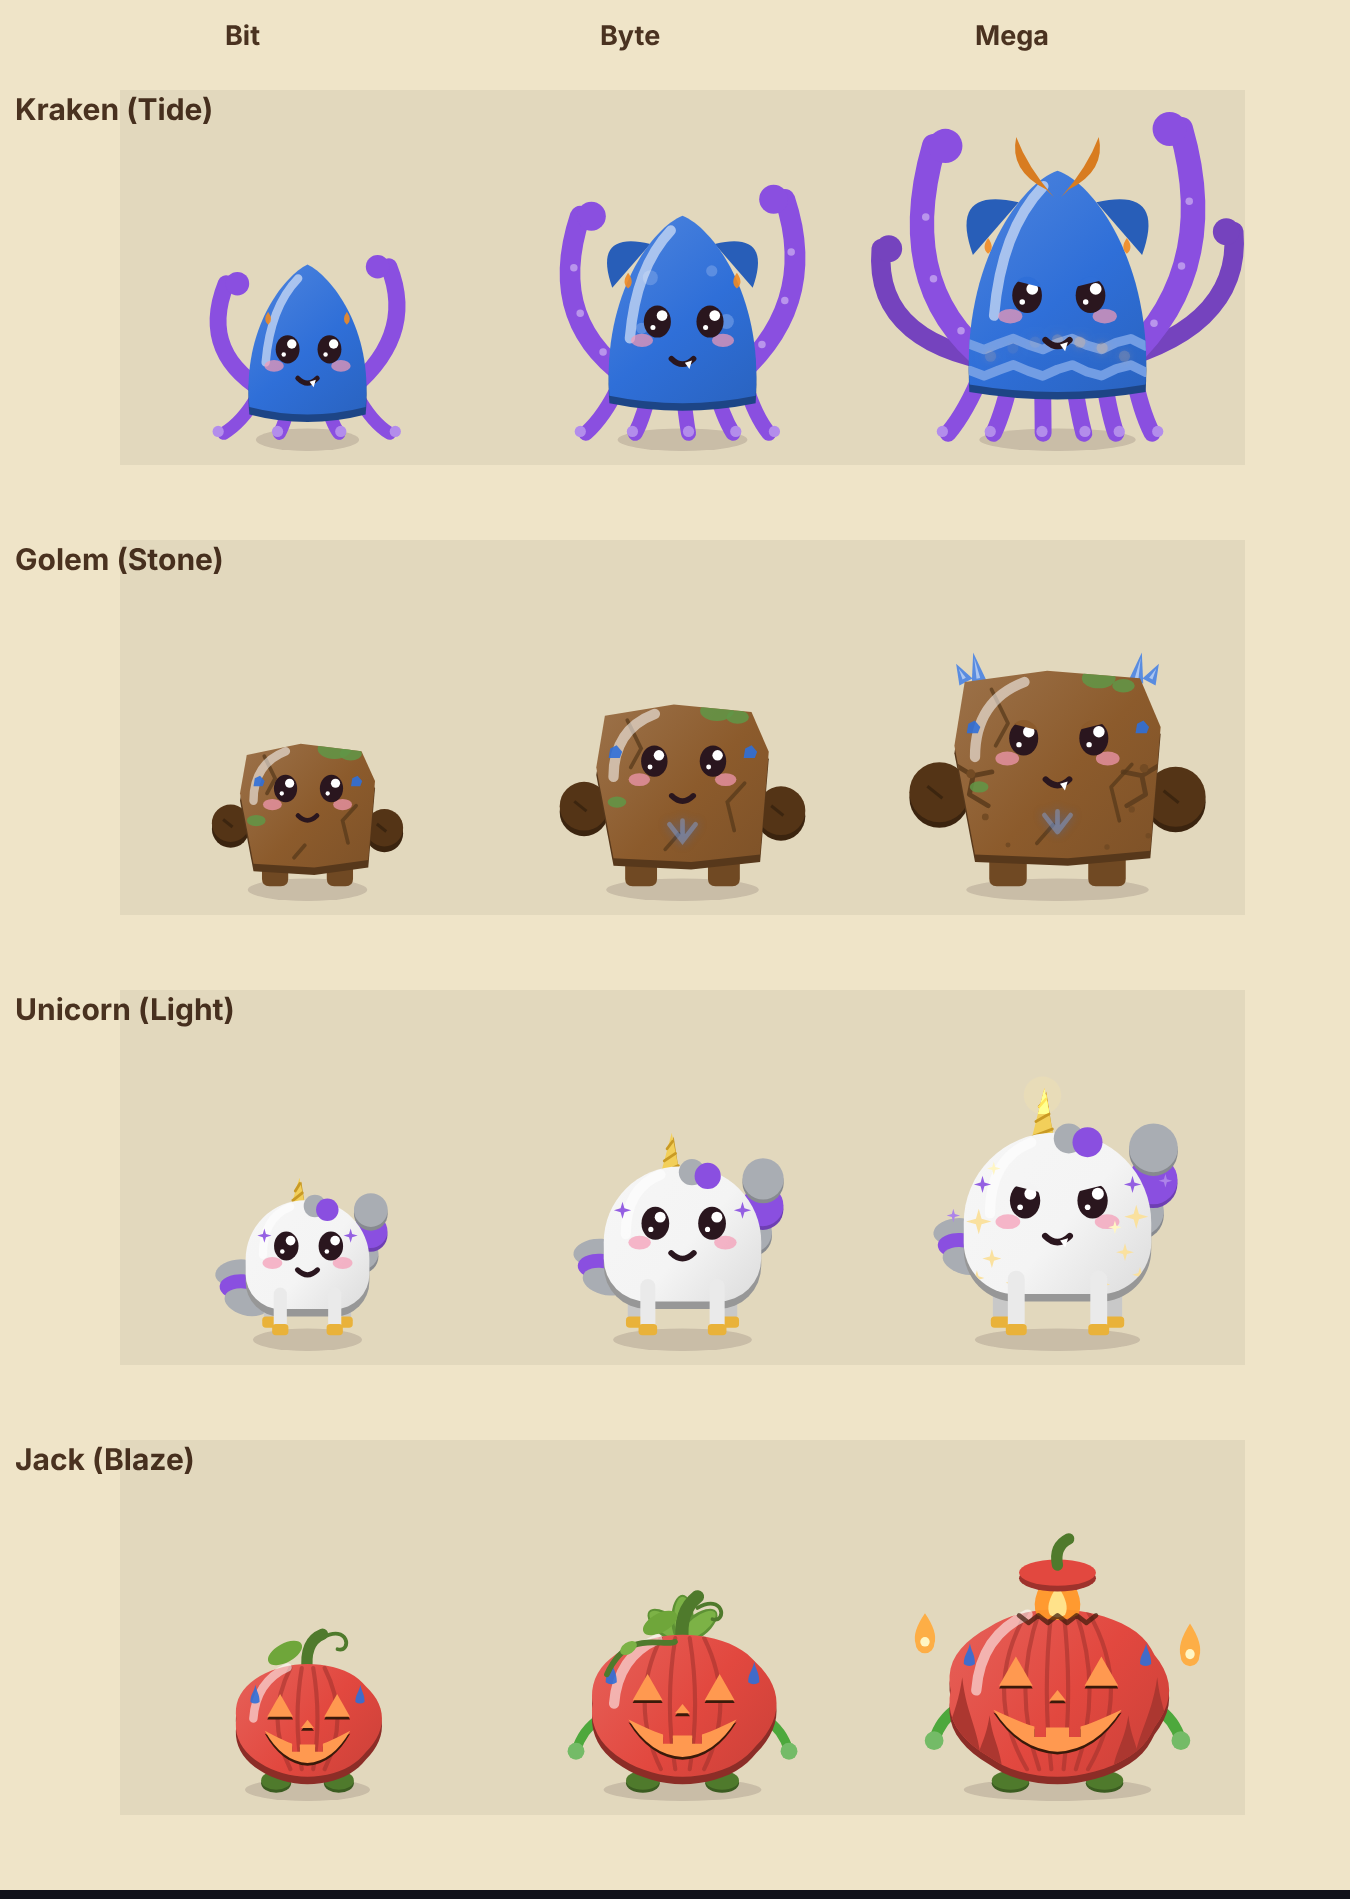 Bit Byte Mega
Kraken (Tide)
Golem (Stone)
Unicorn (Light)
Jack (Blaze)